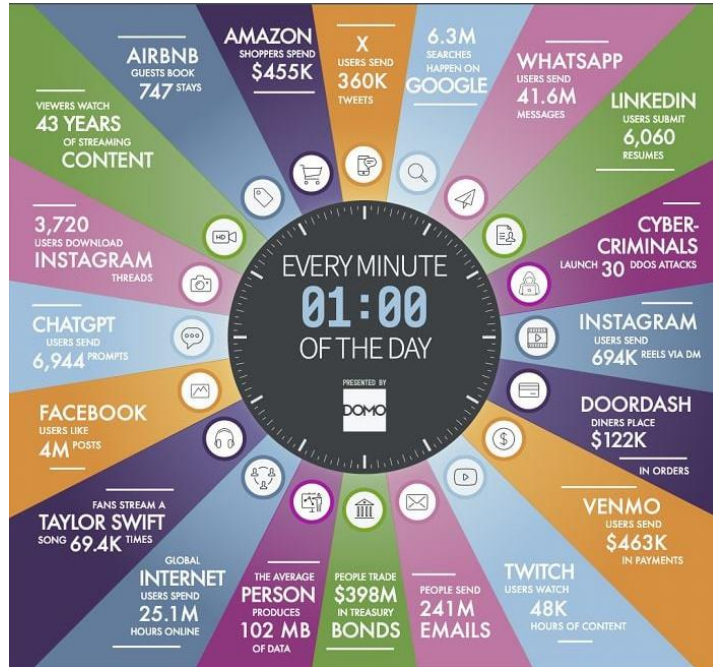 AIRBNB
GUESTS BOOK
747 STAYS
AMAZON
SHOPPERS SPEND
$455K
X
USERS SEND
360K
TWEETS
6.3M
SEARCHES
HAPPEN ON
GOOGLE
WHATSAPP
USERS SEND
41.6M
MESSAGES
LINKEDIN
USERS SUBMIT
6,060
RESUMES
CYBER-
CRIMINALS
LAUNCH 30 DDOS ATTACKS
INSTAGRAM
USERS SEND
694K REELS VIA DM
DOORDASH
DINERS PLACE
$122K
IN ORDERS
VENMO
USERS SEND
$463K
IN PAYMENTS
TWITCH
USERS WATCH
48K
HOURS OF CONTENT
PEOPLE SEND
241M
EMAILS
PEOPLE TRADE
$398M
IN TREASURY
BONDS
THE AVERAGE
PERSON
PRODUCES
102 MB
OF DATA
GLOBAL
INTERNET
USERS SPEND
25.1M
HOURS ONLINE
FANS STREAM A
TAYLOR SWIFT
SONG 69.4K TIMES
FACEBOOK
USERS LIKE
4M POSTS
CHATGPT
USERS SEND
6,944 PROMPTS
3,720
USERS DOWNLOAD
INSTAGRAM
THREADS
VIEWERS WATCH
43 YEARS
OF STREAMING
CONTENT
HD
EVERY MINUTE
01:00
OF THE DAY
PRESENTED BY
DOMO